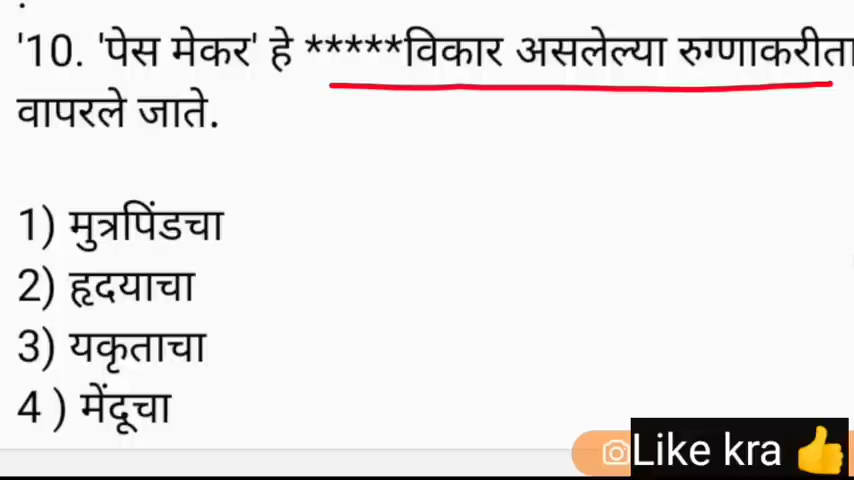 '10. 'पेस मेकर' हे *****विकार असलेल्या रुग्णाकरीता
वापरले जाते.
1) मुत्रपिंडचा
2) हृदयाचा
3) यकृताचा
4 ) मेंदूचा
Like kra 👍